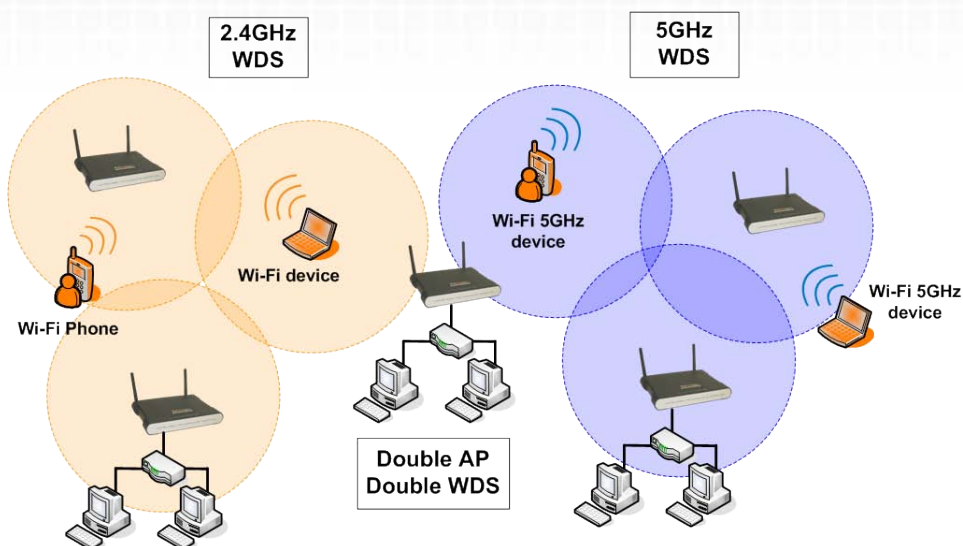 2.4GHz
WDS
5GHz
WDS
Wi-Fi 5GHz
device
Wi-Fi device
Wi-Fi 5GHz
device
Wi-Fi Phone
Double AP
Double WDS